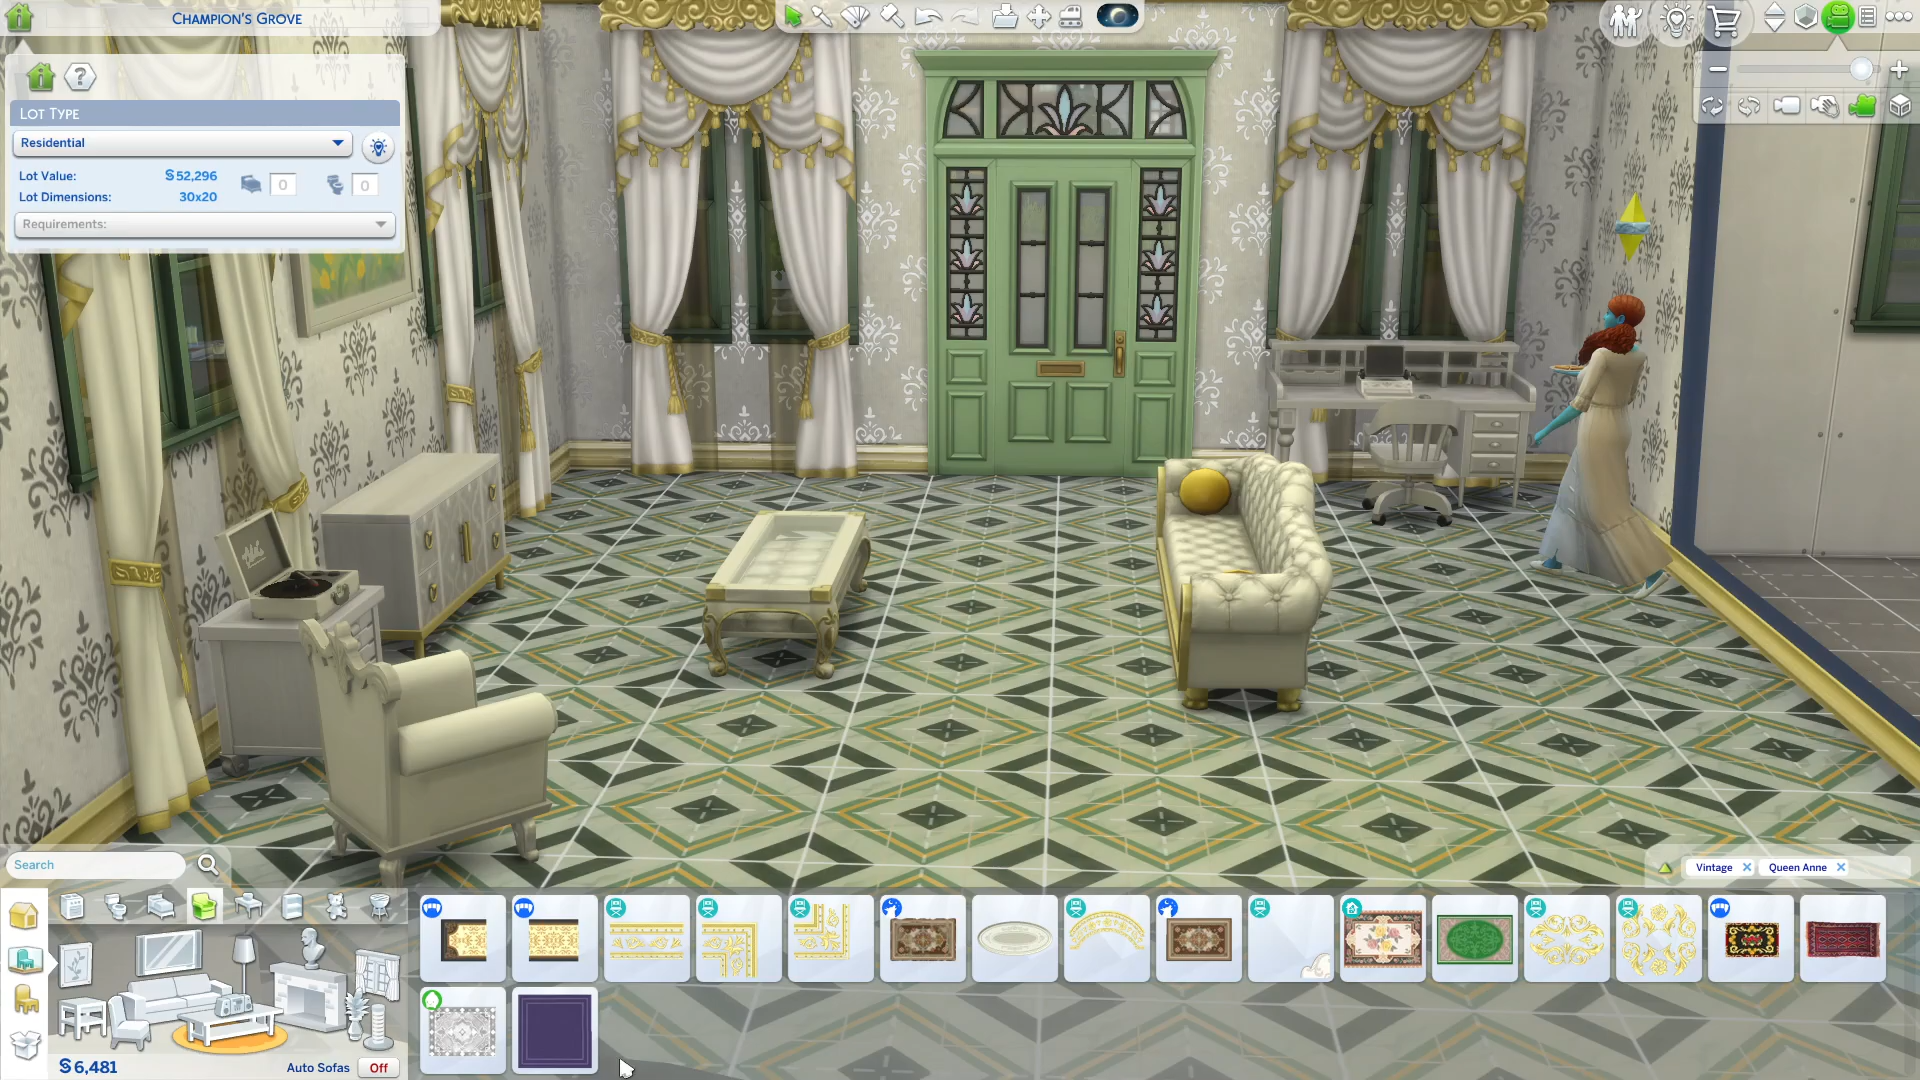 Champion's Grove
Lot Type
Residential
Lot Value: §52,296 0 0
Lot Dimensions: 30x20
Requirements:
Search
Vintage Queen Anne
§6,481 Auto Sofas Off